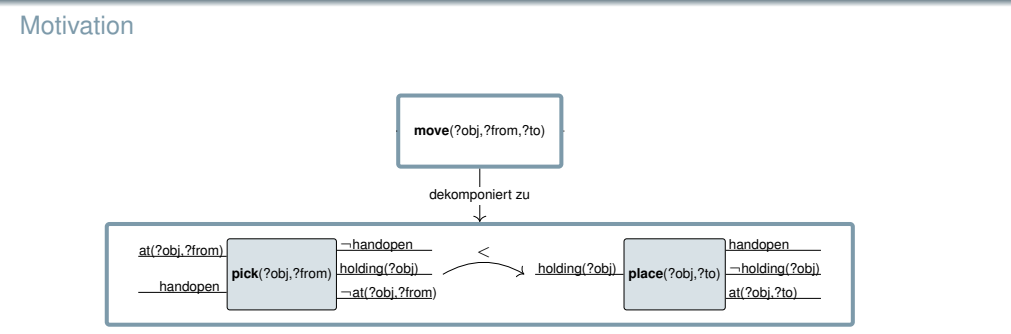 Motivation
move(?obj,?from,?to)
dekomponiert zu
at(?obj,?from)
handopen
pick(?obj,?from)
¬handopen
holding(?obj)
¬at(?obj,?from)
<
holding(?obj)
place(?obj,?to)
handopen
¬holding(?obj)
at(?obj,?to)